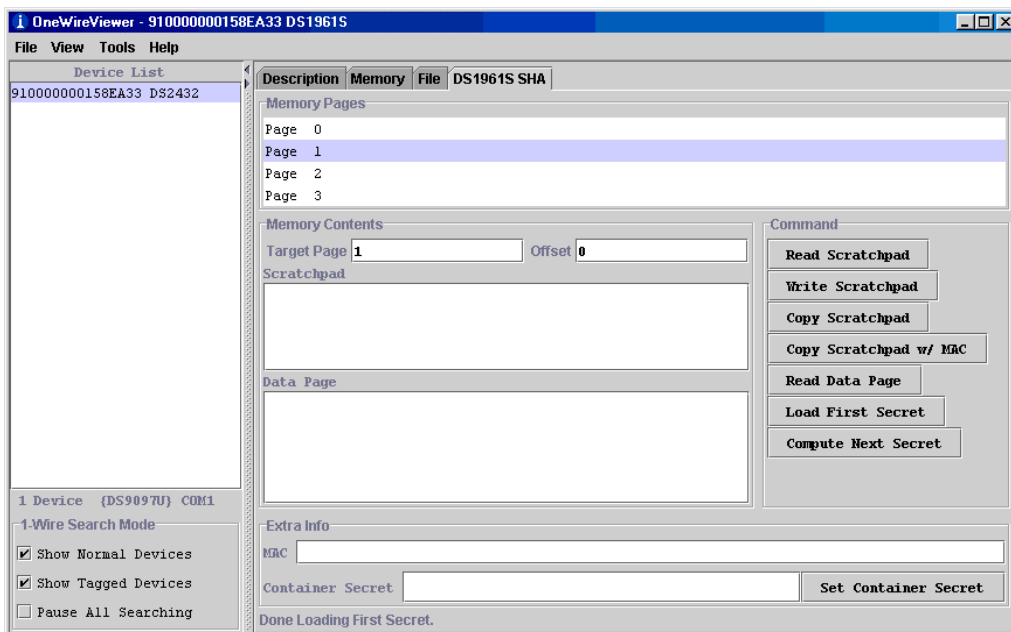 OneWireViewer - 910000000158EA33 DS1961S
File View Tools Help
Device List
910000000158EA33 DS2432
1 Device {DS9097U} COM1
1-Wire Search Mode
Show Normal Devices
Show Tagged Devices
Pause All Searching
Description Memory File DS1961S SHA
Memory Pages
Page 0
Page 1
Page 2
Page 3
Memory Contents
Target Page 1 Offset 0
Scratchpad
Data Page
Command
Read Scratchpad
Write Scratchpad
Copy Scratchpad
Copy Scratchpad w/ MAC
Read Data Page
Load First Secret
Compute Next Secret
Extra Info
MAC
Container Secret Set Container Secret
Done Loading First Secret.